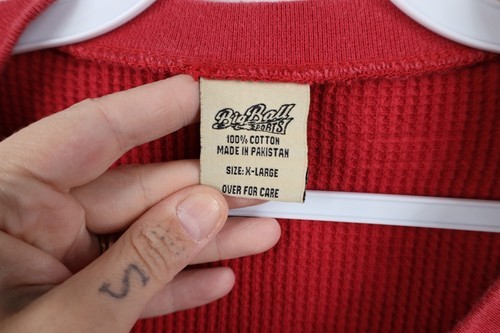 Big Ball
SPORTS
100% COTTON
MADE IN PAKISTAN
SIZE: X-LARGE
OVER FOR CARE